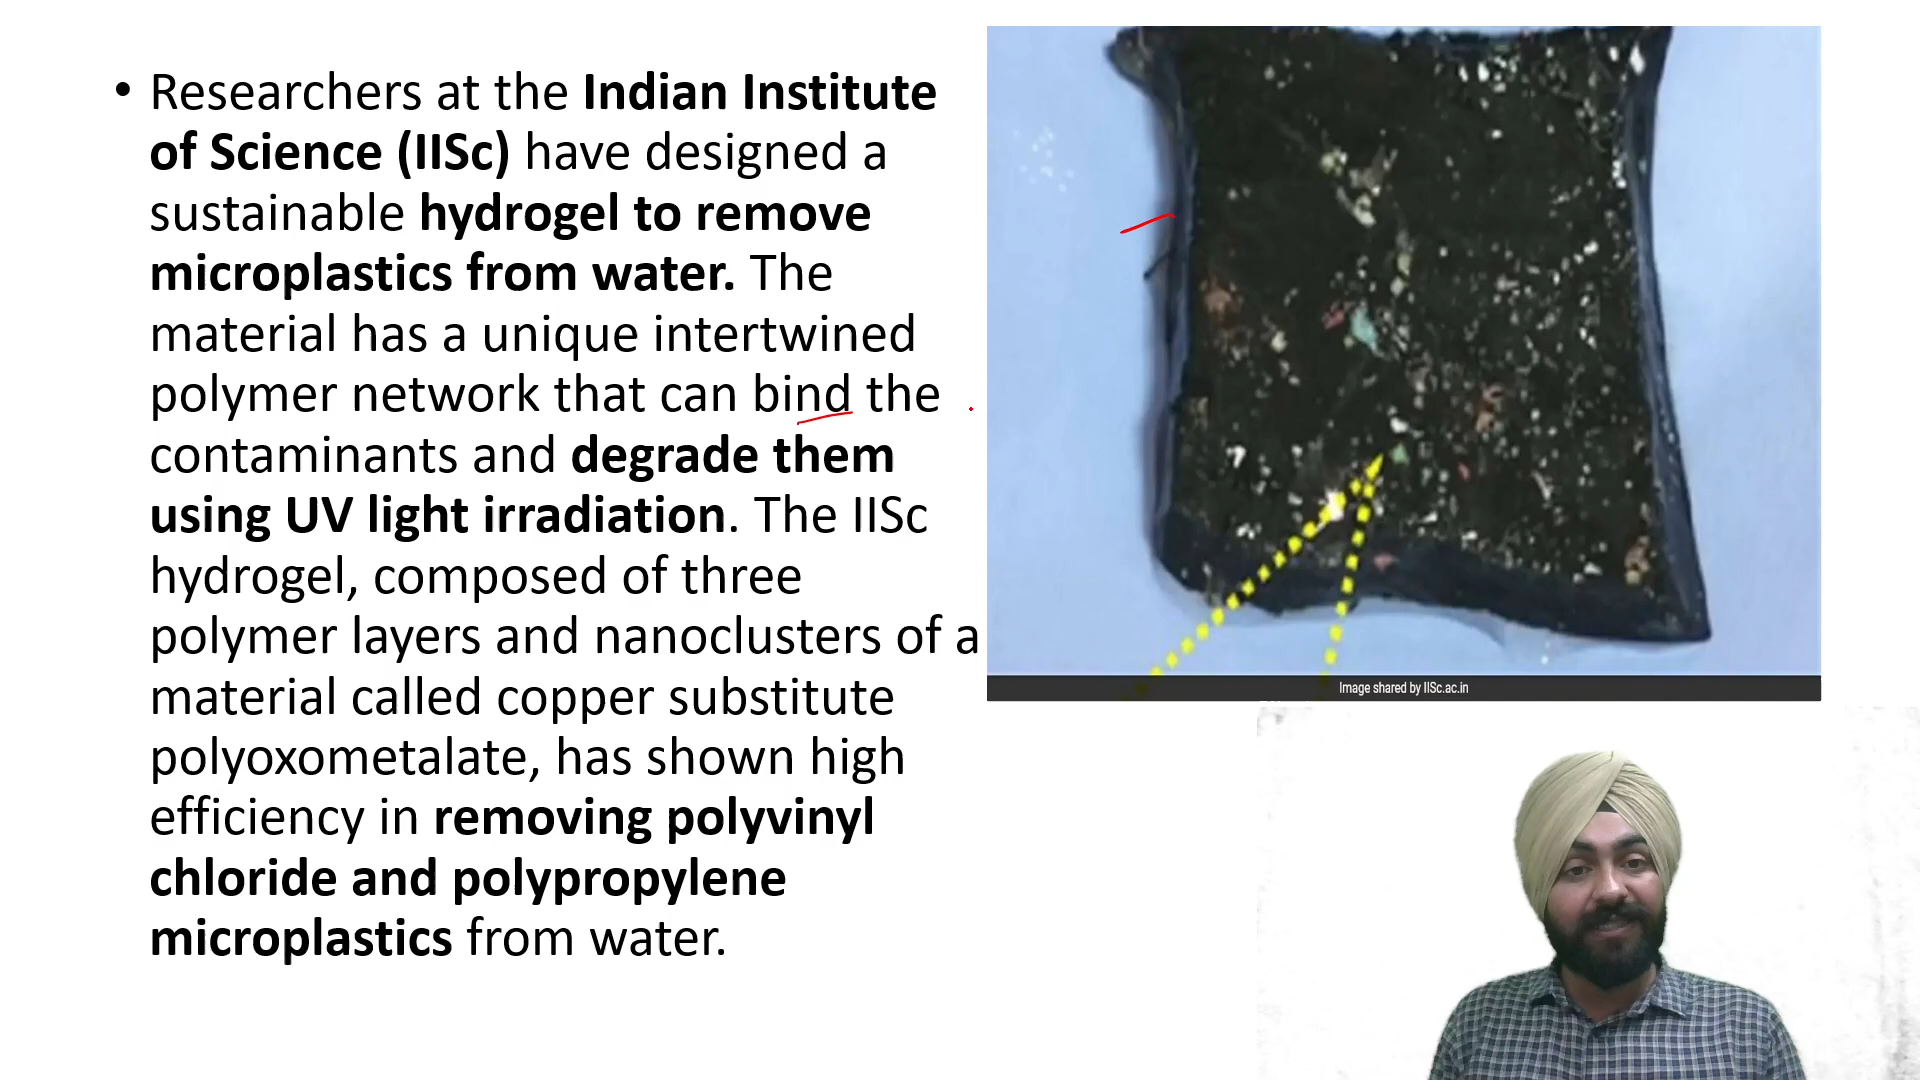 • Researchers at the Indian Institute
of Science (IISc) have designed a
sustainable hydrogel to remove
microplastics from water. The
material has a unique intertwined
polymer network that can bind the
contaminants and degrade them
using UV light irradiation. The IISc
hydrogel, composed of three
polymer layers and nanoclusters of a
material called copper substitute
polyoxometalate, has shown high
efficiency in removing polyvinyl
chloride and polypropylene
microplastics from water.
Image shared by IISc.ac.in